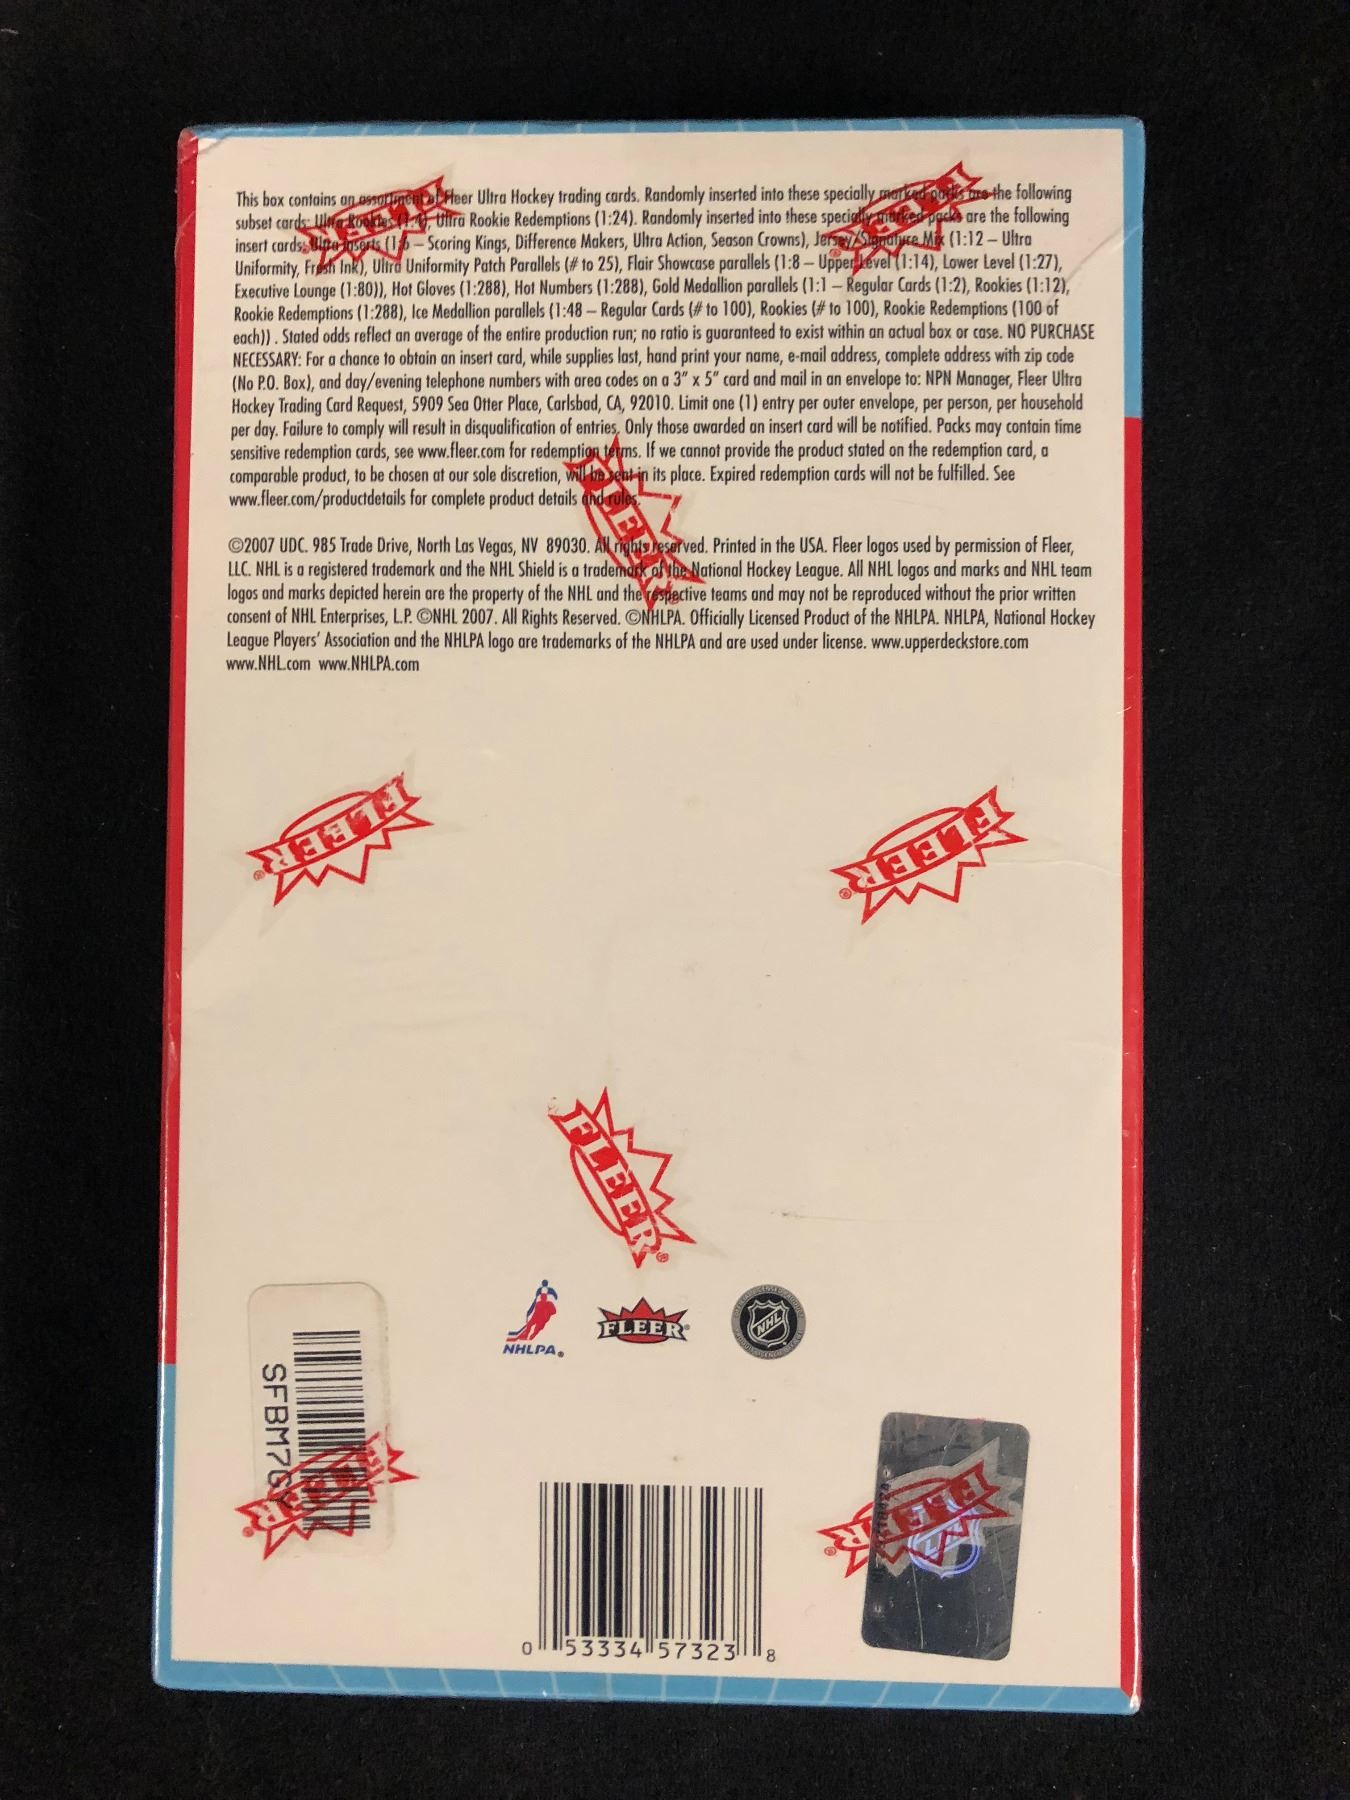 This box contains an assortment of Fleer Ultra Hockey trading cards. Randomly inserted into these specially marked packs are the following
subset cards: Ultra Rookies (1:4), Ultra Rookie Redemptions (1:24). Randomly inserted into these specially marked packs are the following
insert cards: Ultra Inserts (1:6 – Scoring Kings, Difference Makers, Ultra Action, Season Crowns), Jersey/Signature Mix (1:12 – Ultra
Uniformity, Fresh Ink), Ultra Uniformity Patch Parallels (# to 25), Flair Showcase parallels (1:8 – Upper Level (1:14), Lower Level (1:27),
Executive Lounge (1:80)), Hot Gloves (1:288), Hot Numbers (1:288), Gold Medallion parallels (1:1 – Regular Cards (1:2), Rookies (1:12),
Rookie Redemptions (1:288), Ice Medallion parallels (1:48 – Regular Cards (# to 100), Rookies (# to 100), Rookie Redemptions (100 of
each)) . Stated odds reflect an average of the entire production run; no ratio is guaranteed to exist within an actual box or case. NO PURCHASE
NECESSARY: For a chance to obtain an insert card, while supplies last, hand print your name, e-mail address, complete address with zip code
(No P.O. Box), and day/evening telephone numbers with area codes on a 3" x 5" card and mail in an envelope to: NPN Manager, Fleer Ultra
Hockey Trading Card Request, 5909 Sea Otter Place, Carlsbad, CA, 92010. Limit one (1) entry per outer envelope, per person, per household
per day. Failure to comply will result in disqualification of entries. Only those awarded an insert card will be notified. Packs may contain time
sensitive redemption cards, see www.fleer.com for redemption terms. If we cannot provide the product stated on the redemption card, a
comparable product, to be chosen at our sole discretion, will be sent in its place. Expired redemption cards will not be fulfilled. See
www.fleer.com/productdetails for complete product details and rules.
©2007 UDC. 985 Trade Drive, North Las Vegas, NV 89030. All rights reserved. Printed in the USA. Fleer logos used by permission of Fleer,
LLC. NHL is a registered trademark and the NHL Shield is a trademark of the National Hockey League. All NHL logos and marks and NHL team
logos and marks depicted herein are the property of the NHL and the respective teams and may not be reproduced without the prior written
consent of NHL Enterprises, L.P. ©NHL 2007. All Rights Reserved. ©NHLPA. Officially Licensed Product of the NHLPA. NHLPA, National Hockey
League Players' Association and the NHLPA logo are trademarks of the NHLPA and are used under license. www.upperdeckstore.com
www.NHL.com www.NHLPA.com
FLEER®
FLEER®
FLEER®
FLEER®
FLEER®
FLEER®
NHLPA®
FLEER®
NHL
FLEER®
FLEER®
0 53334 57323 8